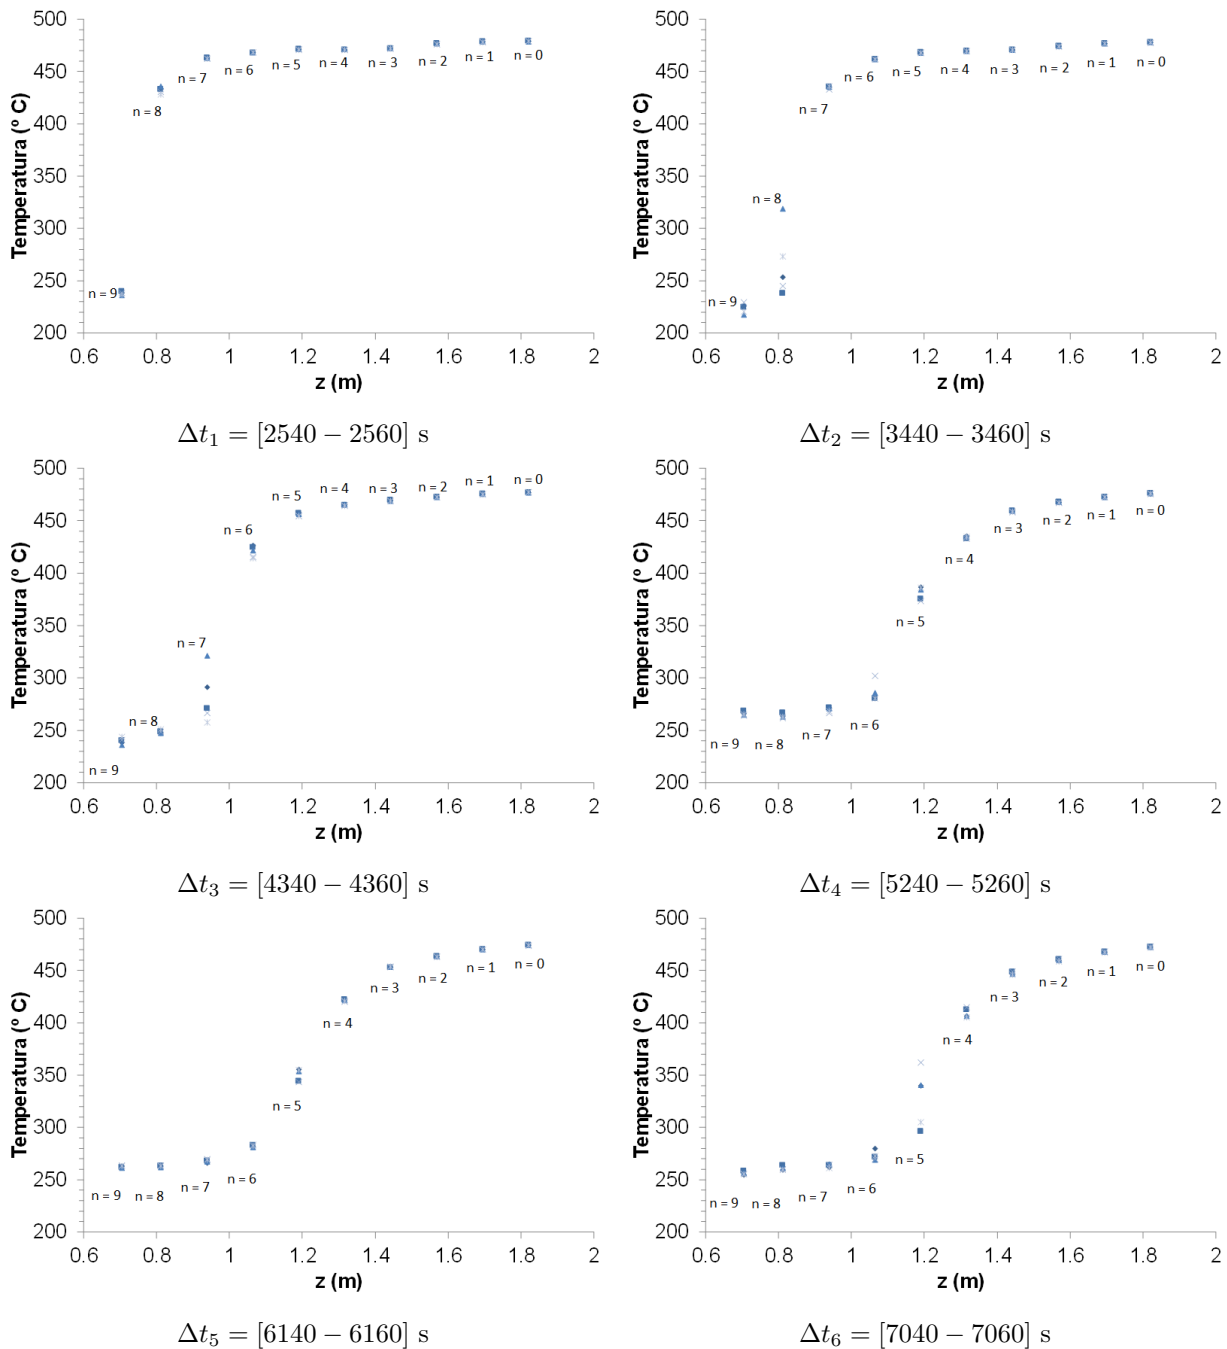 500
450
400
350
300
250
200
Temperatura (º C)
n = 9
n = 8
n = 7
n = 6
n = 5
n = 4
n = 3
n = 2
n = 1
n = 0
0.6 0.8 1 1.2 1.4 1.6 1.8 2
z (m)
Δt₁ = [2540 − 2560] s
500
450
400
350
300
250
200
Temperatura (º C)
n = 9
n = 8
n = 7
n = 6
n = 5
n = 4
n = 3
n = 2
n = 1
n = 0
0.6 0.8 1 1.2 1.4 1.6 1.8 2
z (m)
Δt₂ = [3440 − 3460] s
500
450
400
350
300
250
200
Temperatura (º C)
n = 9
n = 8
n = 7
n = 6
n = 5
n = 4
n = 3
n = 2
n = 1
n = 0
0.6 0.8 1 1.2 1.4 1.6 1.8 2
z (m)
Δt₃ = [4340 − 4360] s
500
450
400
350
300
250
200
Temperatura (º C)
n = 9
n = 8
n = 7
n = 6
n = 5
n = 4
n = 3
n = 2
n = 1
n = 0
0.6 0.8 1 1.2 1.4 1.6 1.8 2
z (m)
Δt₄ = [5240 − 5260] s
500
450
400
350
300
250
200
Temperatura (º C)
n = 9
n = 8
n = 7
n = 6
n = 5
n = 4
n = 3
n = 2
n = 1
n = 0
0.6 0.8 1 1.2 1.4 1.6 1.8 2
z (m)
Δt₅ = [6140 − 6160] s
500
450
400
350
300
250
200
Temperatura (º C)
n = 9
n = 8
n = 7
n = 6
n = 5
n = 4
n = 3
n = 2
n = 1
n = 0
0.6 0.8 1 1.2 1.4 1.6 1.8 2
z (m)
Δt₆ = [7040 − 7060] s